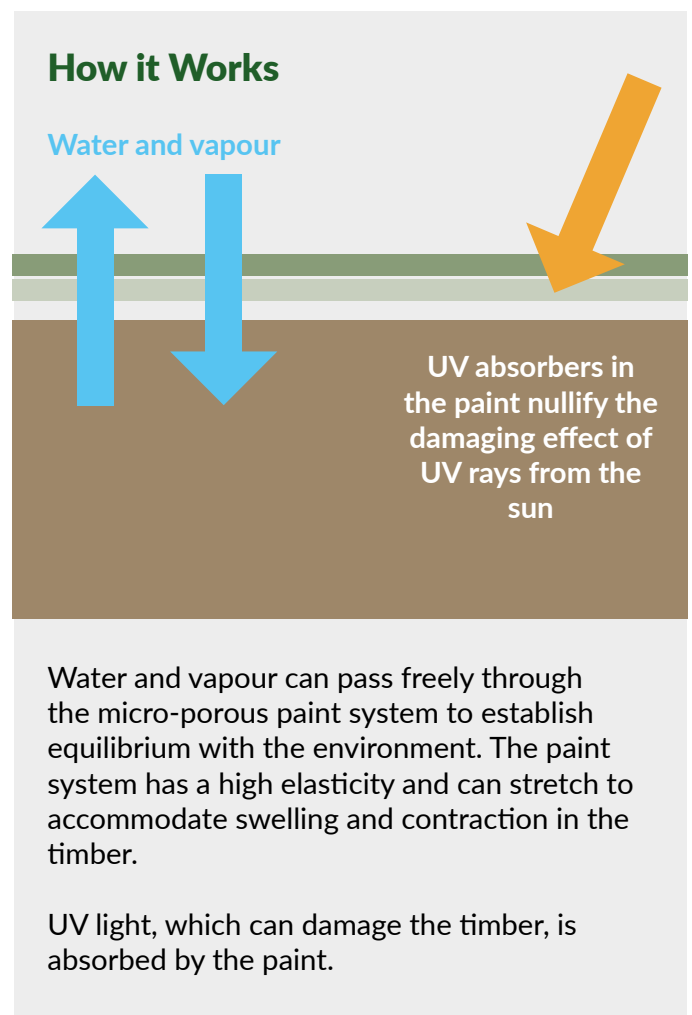 How it Works
Water and vapour
UV absorbers in
the paint nullify the
damaging effect of
UV rays from the
sun
Water and vapour can pass freely through
the micro-porous paint system to establish
equilibrium with the environment. The paint
system has a high elasticity and can stretch to
accommodate swelling and contraction in the
timber.
UV light, which can damage the timber, is
absorbed by the paint.